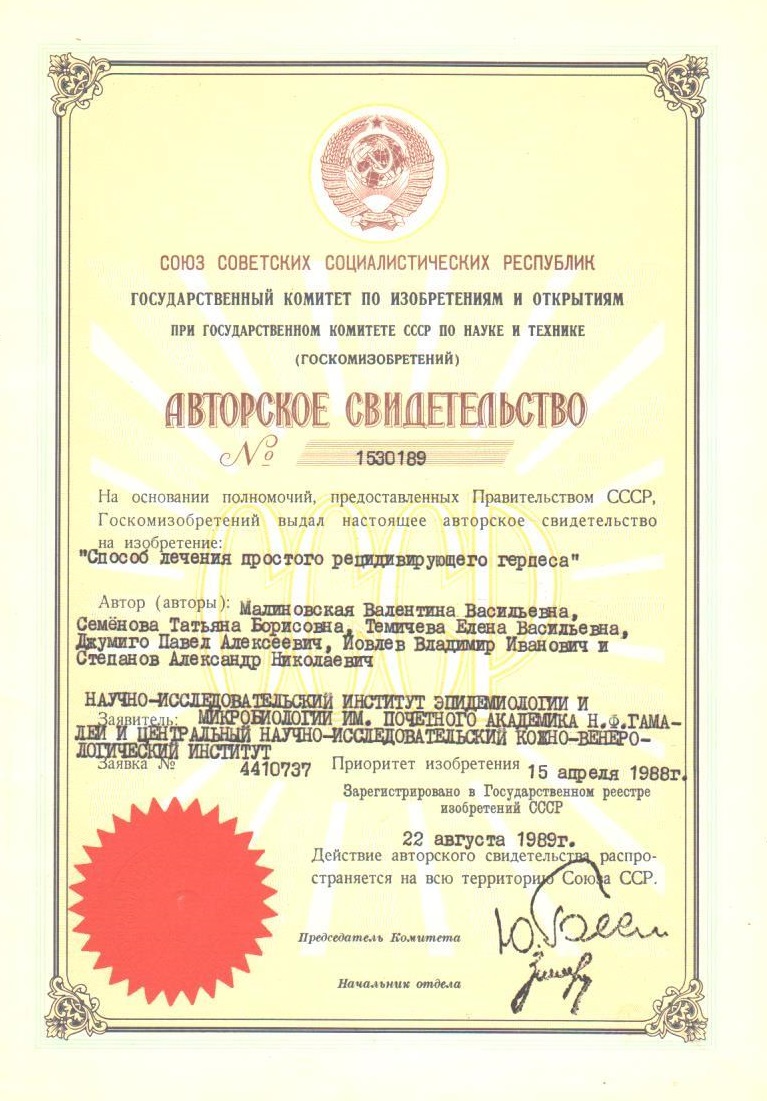 СОЮЗ СОВЕТСКИХ СОЦИАЛИСТИЧЕСКИХ РЕСПУБЛИК
ГОСУДАРСТВЕННЫЙ КОМИТЕТ ПО ИЗОБРЕТЕНИЯМ И ОТКРЫТИЯМ
ПРИ ГОСУДАРСТВЕННОМ КОМИТЕТЕ СССР ПО НАУКЕ И ТЕХНИКЕ
(ГОСКОМИЗОБРЕТЕНИЙ)
АВТОРСКОЕ СВИДЕТЕЛЬСТВО
№ 1530189
На основании полномочий, предоставленных Правительством СССР,
Госкомизобретений выдал настоящее авторское свидетельство
на изобретение:
"Способ лечения простого рецидивирующего герпеса"
СССР
Автор (авторы): Малиновская Валентина Васильевна,
Семёнова Татьяна Борисовна, Темичева Елена Васильевна,
Джумиго Павел Алексеевич, Йовлев Владимир Иванович и
Степанов Александр Николаевич
НАУЧНО-ИССЛЕДОВАТЕЛЬСКИЙ ИНСТИТУТ ЭПИДЕМИОЛОГИИ И
Заявитель: МИКРОБИОЛОГИИ ИМ. ПОЧЕТНОГО АКАДЕМИКА Н.Ф.ГАМА-
ЛЕИ И ЦЕНТРАЛЬНЫЙ НАУЧНО-ИССЛЕДОВАТЕЛЬСКИЙ КОЖНО-ВЕНЕРО-
ЛОГИЧЕСКИЙ ИНСТИТУТ
Заявка № 4410737 Приоритет изобретения 15 апреля 1988г.
Зарегистрировано в Государственном реестре
изобретений СССР
22 августа 1989г.
Действие авторского свидетельства распро-
страняется на всю территорию Союза ССР.
Председатель Комитета
Начальник отдела